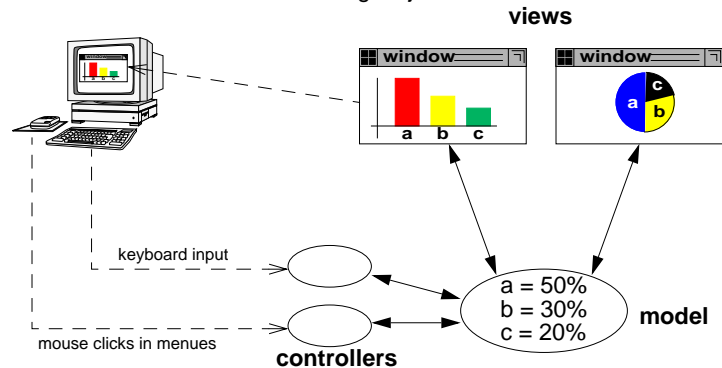 views
window
window
a b c
a
c
b
keyboard input
a = 50%
b = 30%
c = 20%
model
mouse clicks in menues
controllers